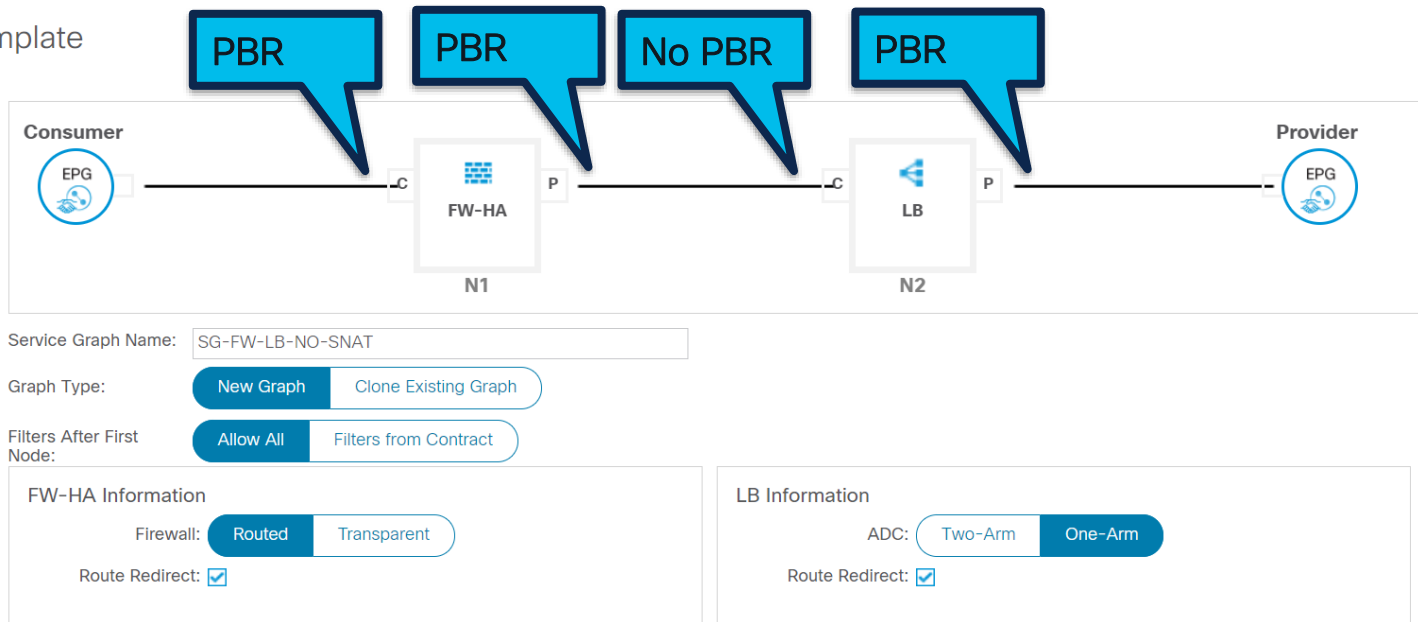 mplate
PBR
PBR
No PBR
PBR
Consumer
Provider
EPG
C
FW-HA
P
C
LB
P
EPG
N1
N2
Service Graph Name: SG-FW-LB-NO-SNAT
Graph Type: New Graph Clone Existing Graph
Filters After First
Node: Allow All Filters from Contract
FW-HA Information
Firewall: Routed Transparent
Route Redirect:
LB Information
ADC: Two-Arm One-Arm
Route Redirect: